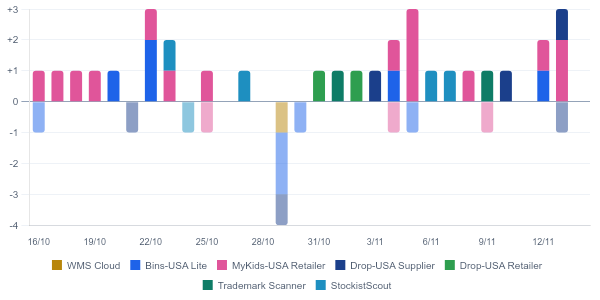 +3
+2
+1
0
-1
-2
-3
-4
16/10 19/10 22/10 25/10 28/10 31/10 3/11 6/11 9/11 12/11
WMS Cloud Bins-USA Lite MyKids-USA Retailer Drop-USA Supplier Drop-USA Retailer
Trademark Scanner StockistScout